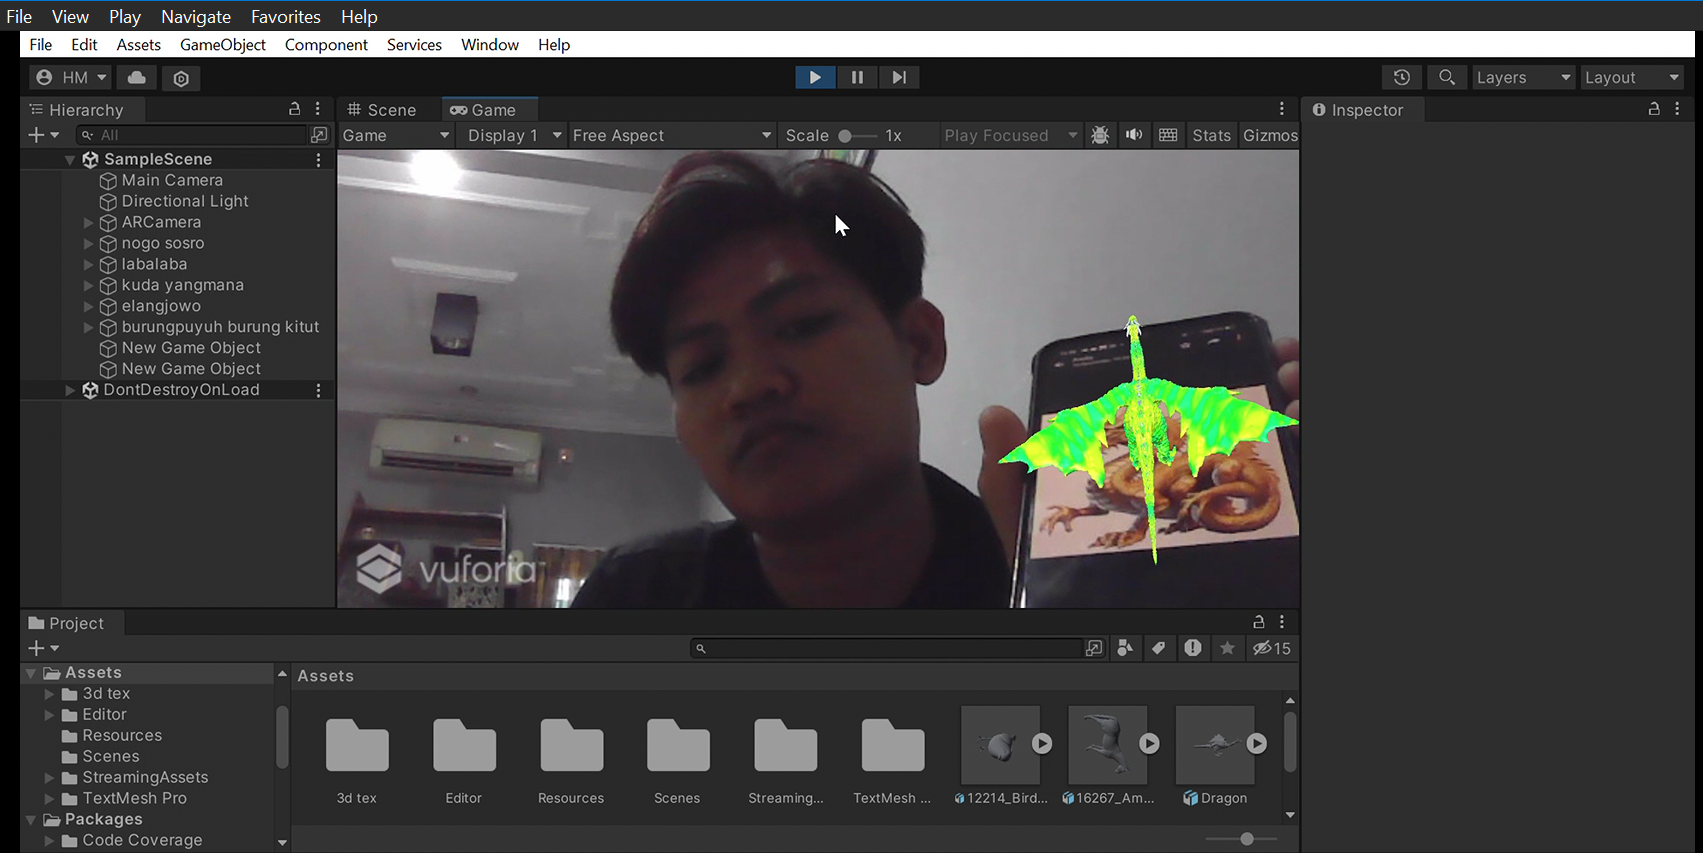 File View Play Navigate Favorites Help
File Edit Assets GameObject Component Services Window Help
HM Layers Layout
Hierarchy Scene Game Inspector
All Game Display 1 Free Aspect Scale 1x Play Focused Stats Gizmos
SampleScene
Main Camera
Directional Light
ARCamera
nogo sosro
labalaba
kuda yangmana
elangjowo
burungpuyuh burung kitut
New Game Object
New Game Object
DontDestroyOnLoad
vuforia
Project
15
Assets
3d tex
Editor
Resources
Scenes
StreamingAssets
TextMesh Pro
Packages
Code Coverage
Assets
3d tex Editor Resources Scenes Streaming... TextMesh ... 12214_Bird... 16267_Am... Dragon